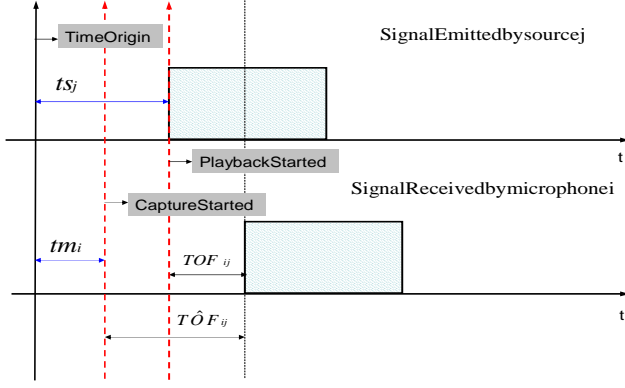 TimeOrigin
SignalEmittedbysourcej
tsj
t
PlaybackStarted
SignalReceivedbymicrophonei
CaptureStarted
tmi
TOF ij
t
TÔF ij